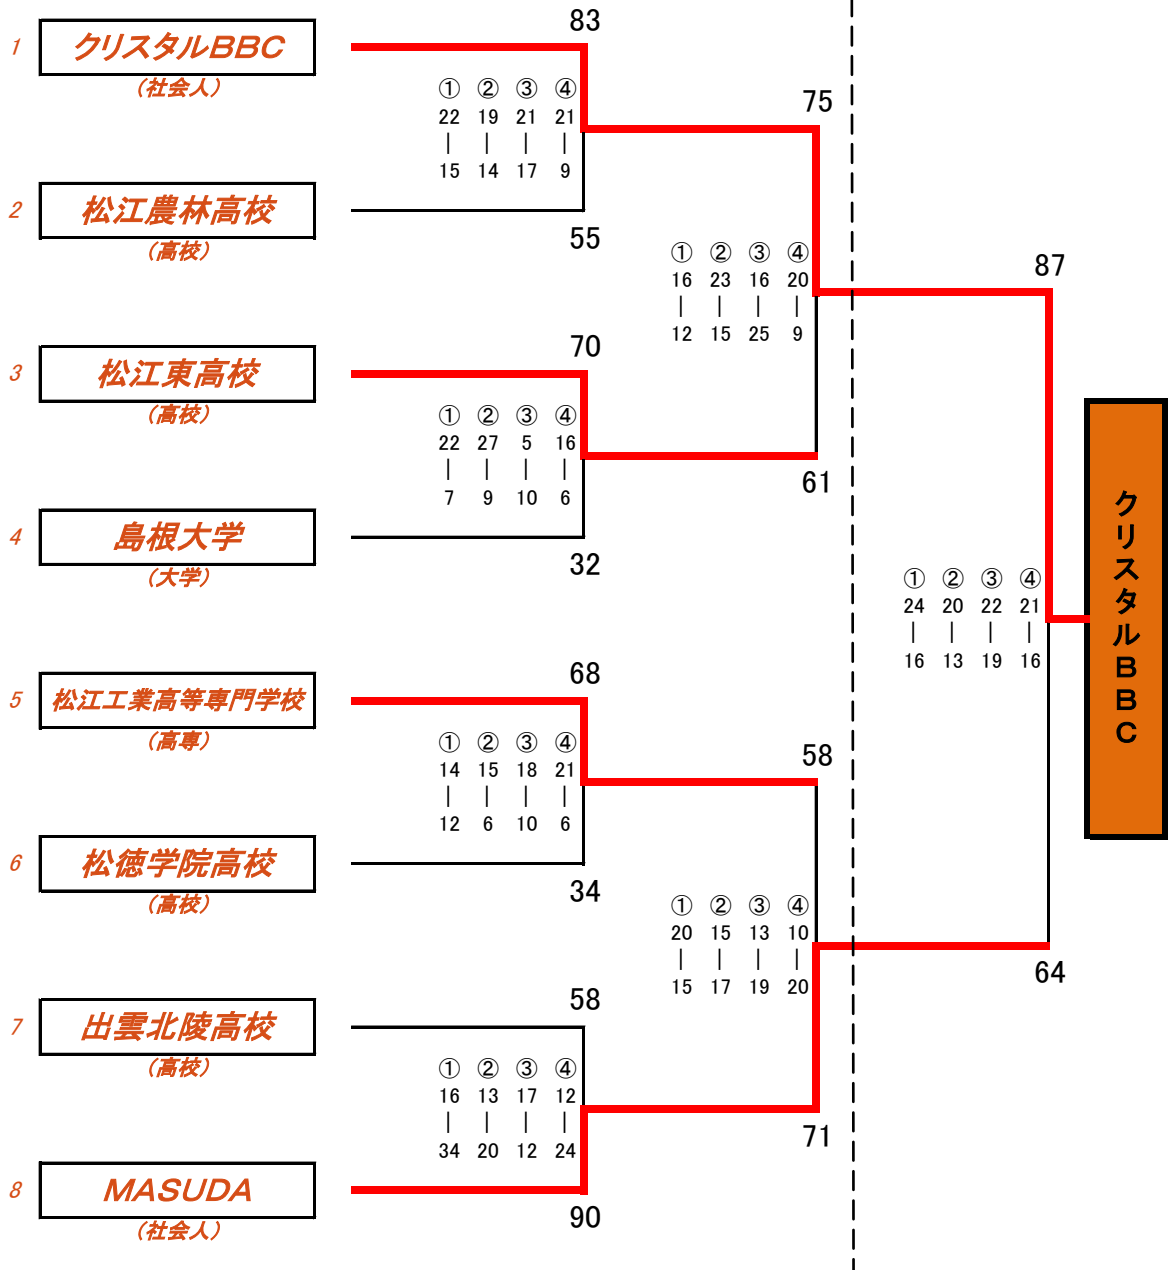 83
1 クリスタルBBC
(社会人)
① ② ③ ④
22 19 21 21
| | | |
15 14 17 9
75
2 松江農林高校
(高校)
55
① ② ③ ④
16 23 16 20
| | | |
12 15 25 9
87
70
3 松江東高校
(高校)
① ② ③ ④
22 27 5 16
| | | |
7 9 10 6
61
4 島根大学
(大学)
32
① ② ③ ④
24 20 22 21
| | | |
16 13 19 16
クリスタルBBC
68
5 松江工業高等専門学校
(高専)
① ② ③ ④
14 15 18 21
| | | |
12 6 10 6
58
6 松徳学院高校
(高校)
34
① ② ③ ④
20 15 13 10
| | | |
15 17 19 20
64
58
7 出雲北陵高校
(高校)
① ② ③ ④
16 13 17 12
| | | |
34 20 12 24
71
8 MASUDA
(社会人)
90